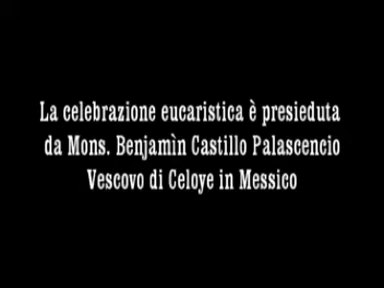 La celebrazione eucaristica è presieduta
da Mons. Benjamìn Castillo Palascencio
Vescovo di Celoye in Messico